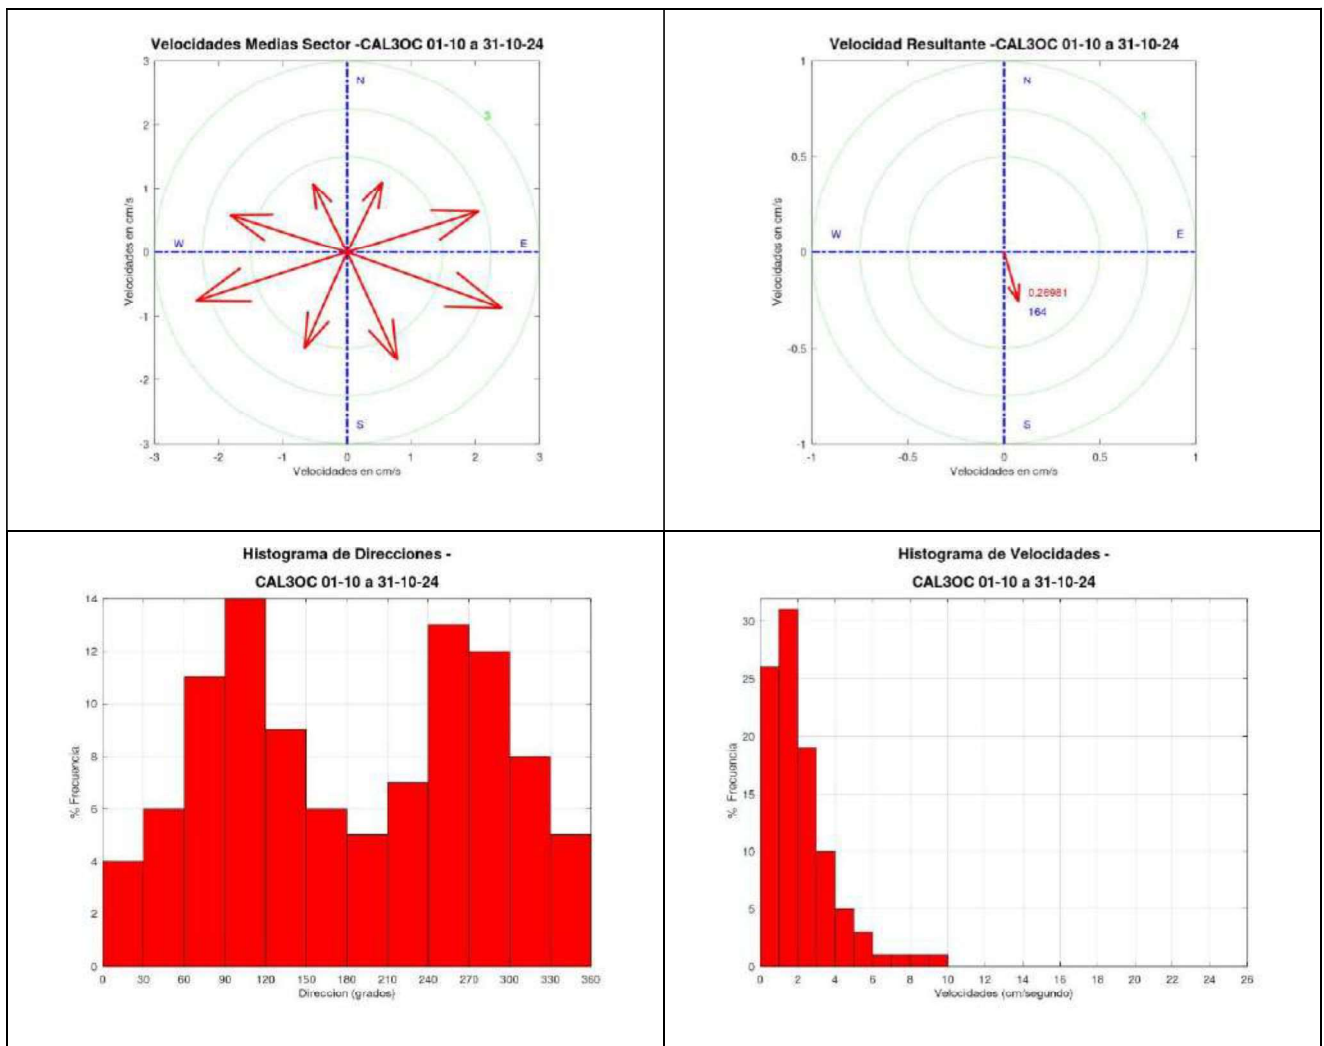 Velocidades Medias Sector -CAL3OC 01-10 a 31-10-24
3
2
1
0
-1
-2
-3
Velocidades en cm/s
N
3
W
E
S
-3
-2
-1
0
1
2
3
Velocidades en cm/s
Velocidad Resultante -CAL3OC 01-10 a 31-10-24
1
0.5
0
-0.5
-1
Velocidades en cm/s
N
1
W
E
0.26981
164
S
-1
-0.5
0
0.5
1
Velocidades en cm/s
Histograma de Direcciones -
CAL3OC 01-10 a 31-10-24
14
12
10
8
6
4
2
0
% Frecuencia
0 30 60 90 120 150 180 210 240 270 300 330 360
Direccion (grados)
Histograma de Velocidades -
CAL3OC 01-10 a 31-10-24
30
25
20
15
10
5
0
% Frecuencia
0 2 4 6 8 10 12 14 16 18 20 22 24 26
Velocidades (cm/segundo)